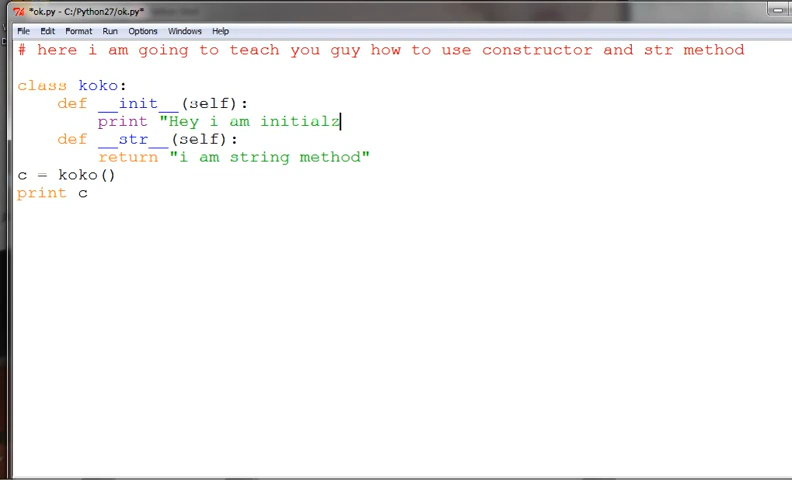 *ok.py - C:/Python27/ok.py*
File Edit Format Run Options Windows Help
# here i am going to teach you guy how to use constructor and str method
class koko:
    def __init__(self):
        print "Hey i am initialz
    def __str__(self):
        return "i am string method"
c = koko()
print c